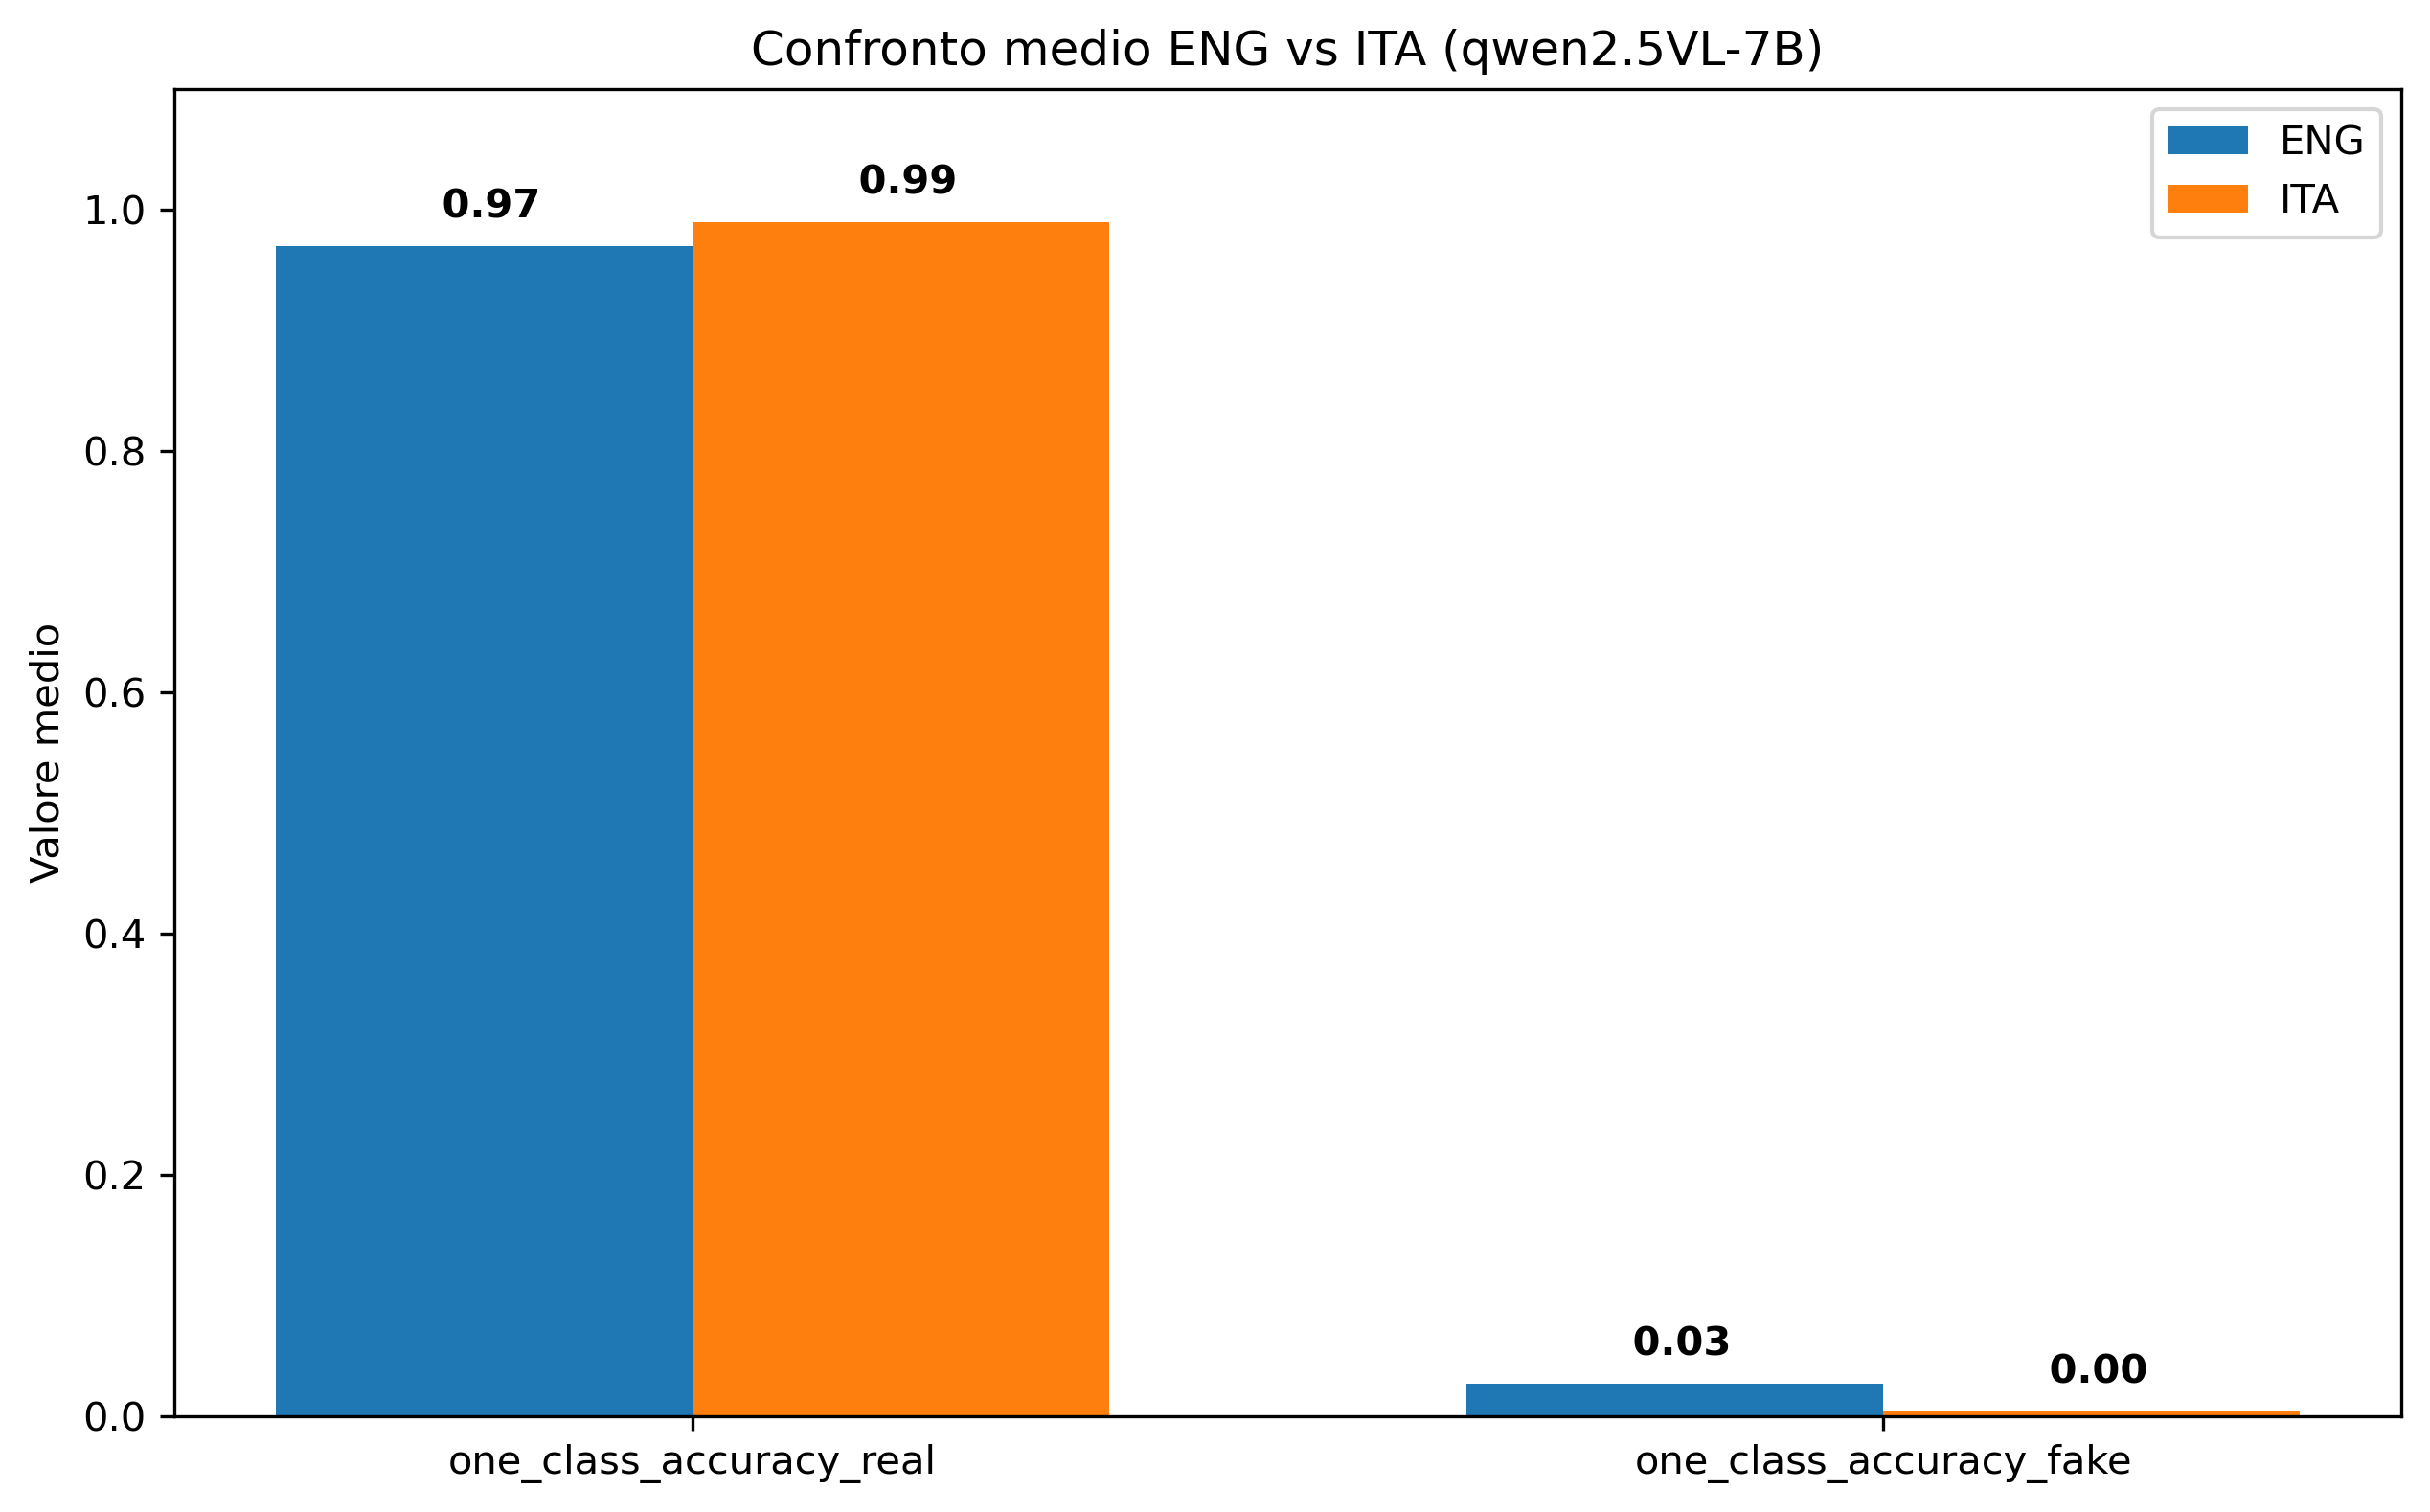 Confronto medio ENG vs ITA (qwen2.5VL-7B)
ENG
ITA
0.97
0.99
0.03
0.00
1.0
0.8
0.6
0.4
0.2
0.0
Valore medio
one_class_accuracy_real
one_class_accuracy_fake